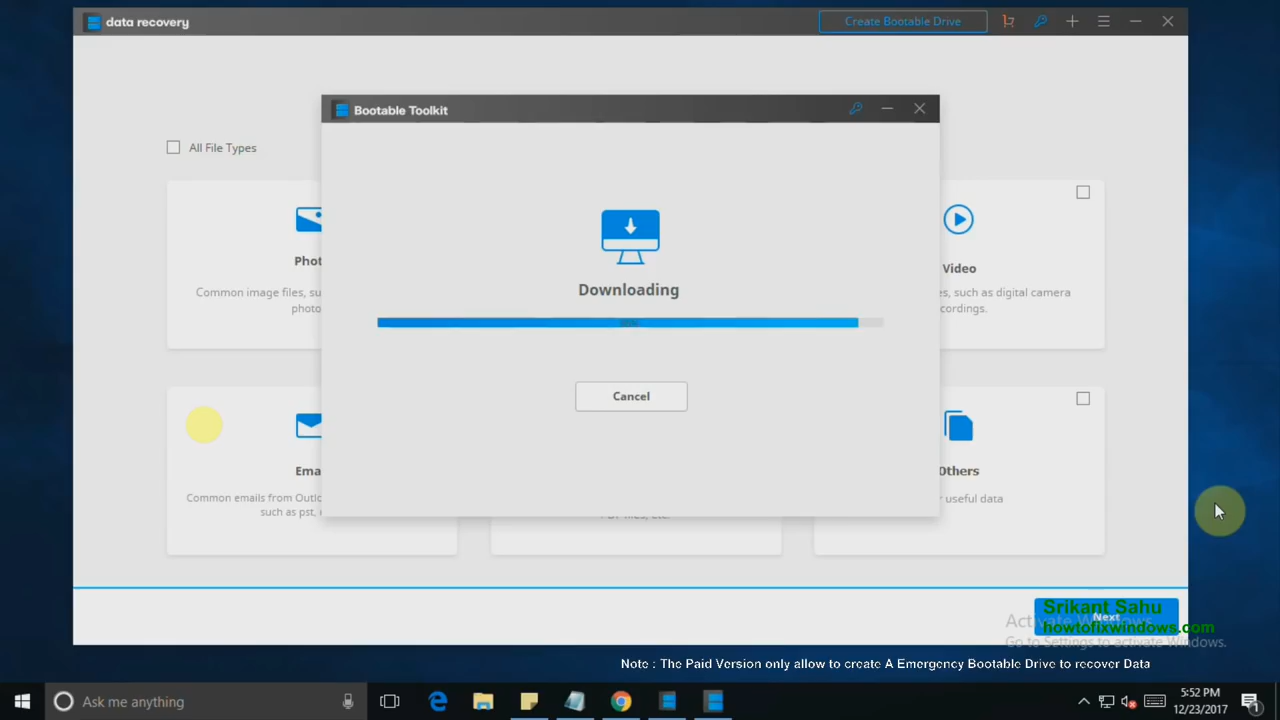 data recovery
Create Bootable Drive
Bootable Toolkit
All File Types
Downloading
Cancel
Phot
Common image files, su
photo
Video
es, such as digital camera
cordings.
Ema
Common emails from Outlo
such as pst,
Others
useful data
Next
Srikant Sahu
howtofixwindows.com
Activate Windows
Go to Settings to activate Windows.
Note : The Paid Version only allow to create A Emergency Bootable Drive to recover Data
Ask me anything
5:52 PM
12/23/2017
1